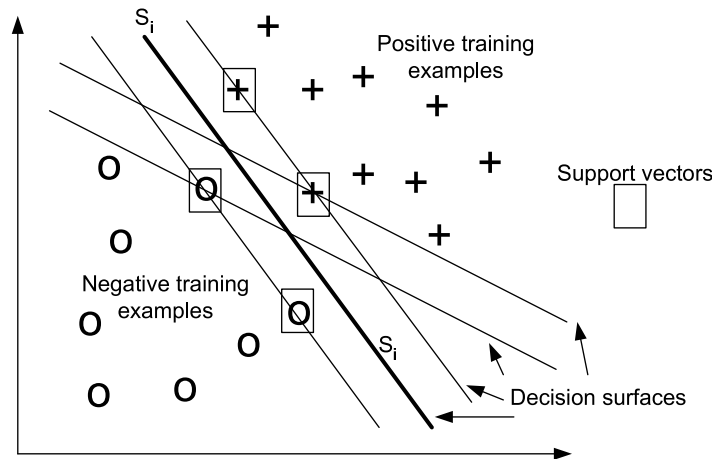 Si
Positive training
examples
Support vectors
Negative training
examples
Si
Decision surfaces